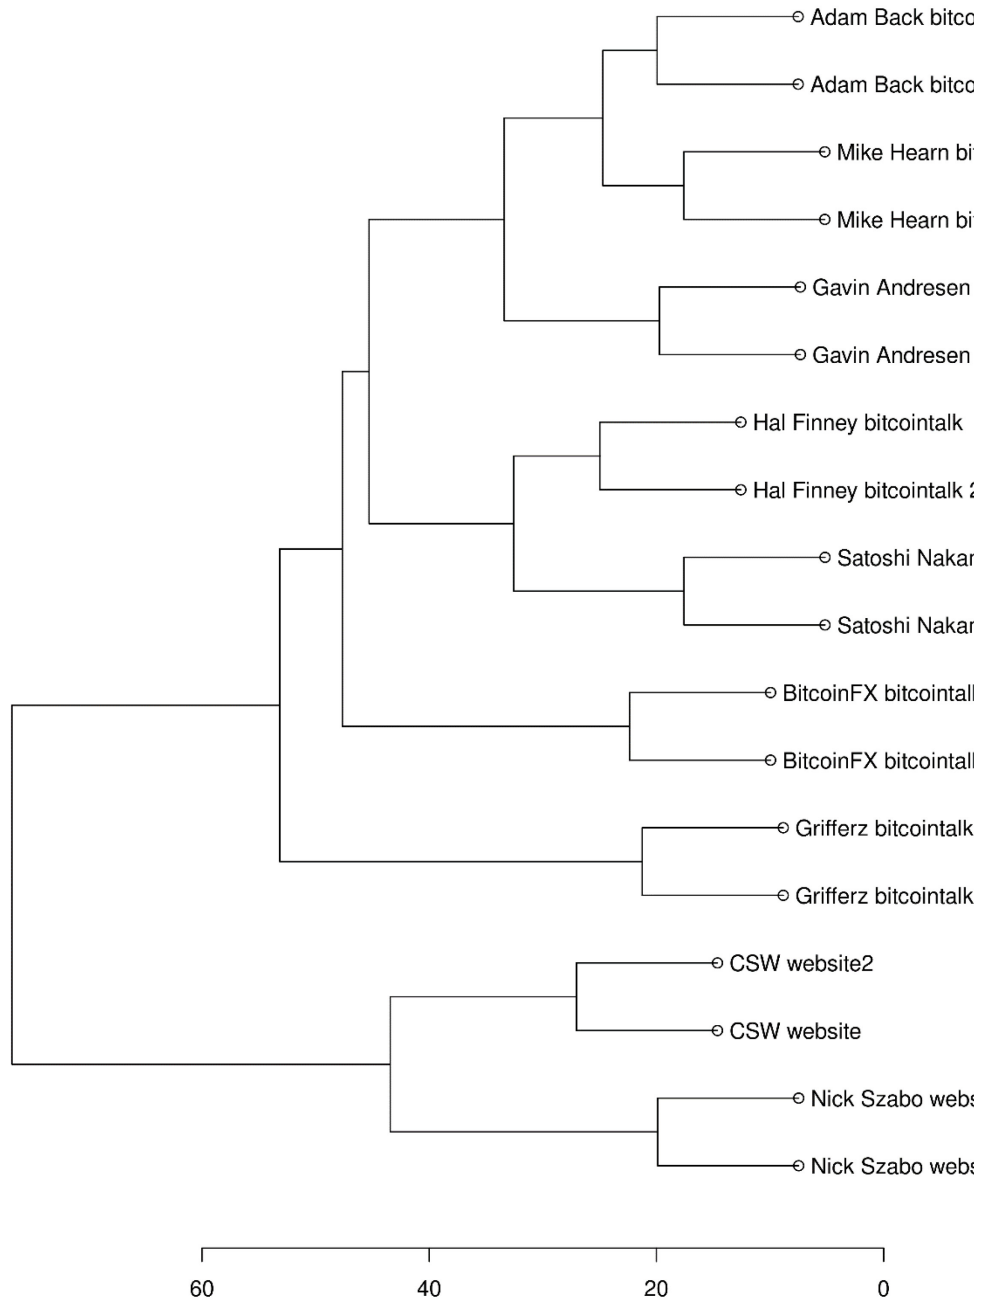 Adam Back bitco
Adam Back bitco
Mike Hearn bi
Mike Hearn bi
Gavin Andresen
Gavin Andresen
Hal Finney bitcointalk
Hal Finney bitcointalk 2
Satoshi Nakar
Satoshi Nakar
BitcoinFX bitcointal
BitcoinFX bitcointal
Grifferz bitcointalk
Grifferz bitcointalk
CSW website2
CSW website
Nick Szabo webs
Nick Szabo webs
60 40 20 0